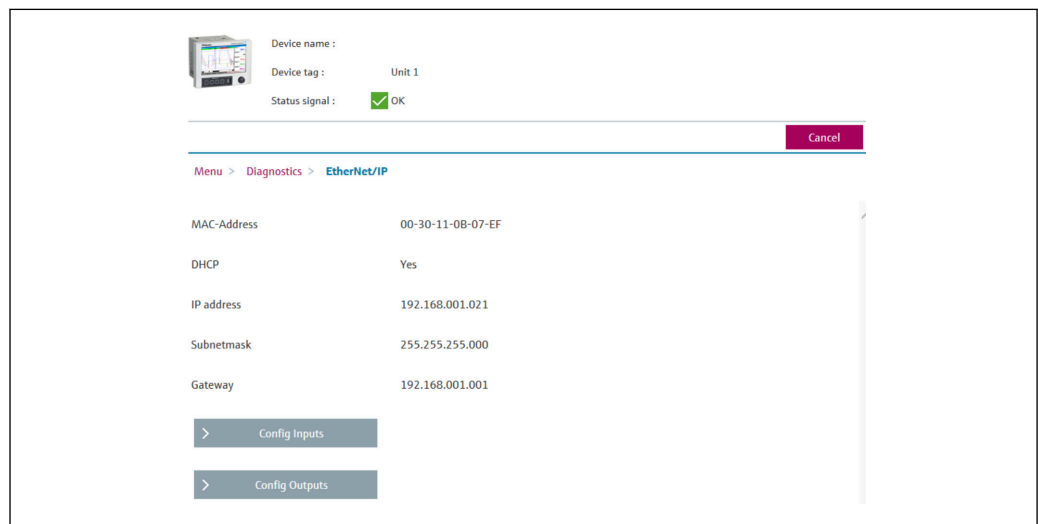 Device name :
Device tag : Unit 1
Status signal : OK
Cancel
Menu > Diagnostics > EtherNet/IP
MAC-Address 00-30-11-0B-07-EF
DHCP Yes
IP address 192.168.001.021
Subnetmask 255.255.255.000
Gateway 192.168.001.001
> Config Inputs
> Config Outputs